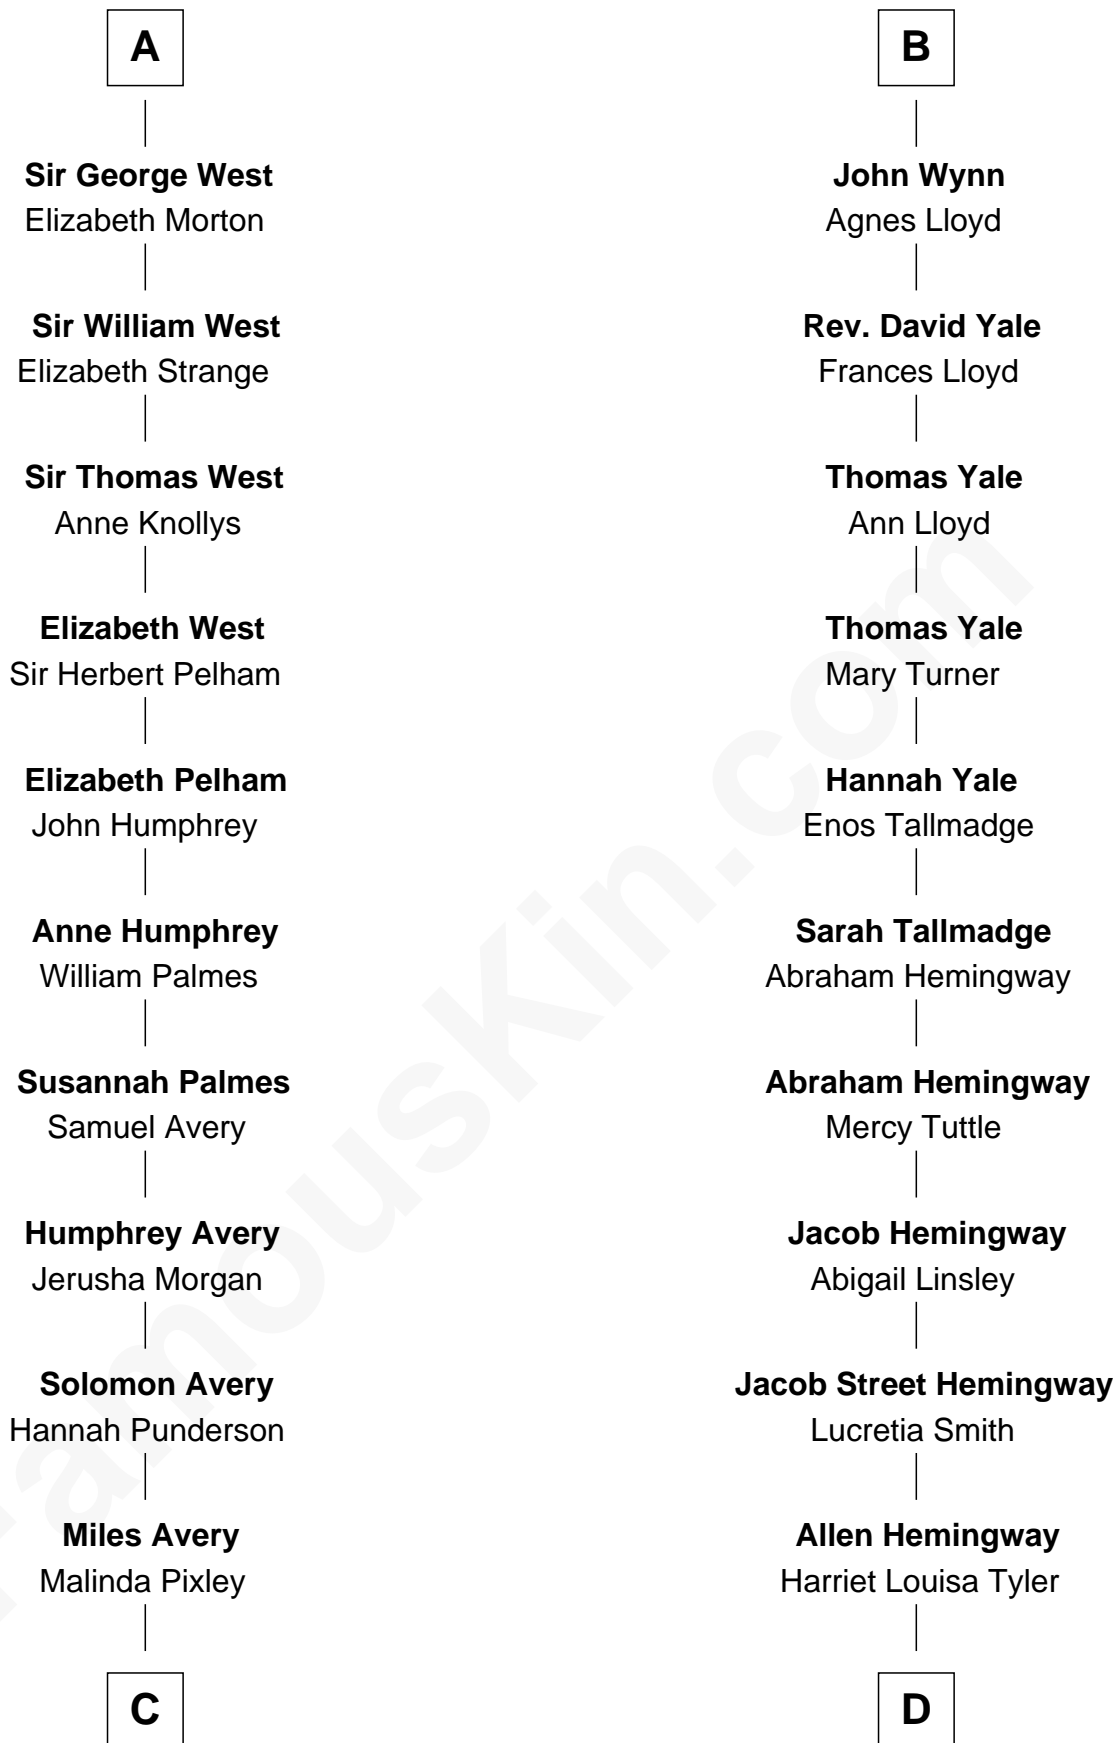 A
Sir George West
Elizabeth Morton
Sir William West
Elizabeth Strange
Sir Thomas West
Anne Knollys
Elizabeth West
Sir Herbert Pelham
Elizabeth Pelham
John Humphrey
Anne Humphrey
William Palmes
Susannah Palmes
Samuel Avery
Humphrey Avery
Jerusha Morgan
Solomon Avery
Hannah Punderson
Miles Avery
Malinda Pixley
C
B
John Wynn
Agnes Lloyd
Rev. David Yale
Frances Lloyd
Thomas Yale
Ann Lloyd
Thomas Yale
Mary Turner
Hannah Yale
Enos Tallmadge
Sarah Tallmadge
Abraham Hemingway
Abraham Hemingway
Mercy Tuttle
Jacob Hemingway
Abigail Linsley
Jacob Street Hemingway
Lucretia Smith
Allen Hemingway
Harriet Louisa Tyler
D
FamousKin.com